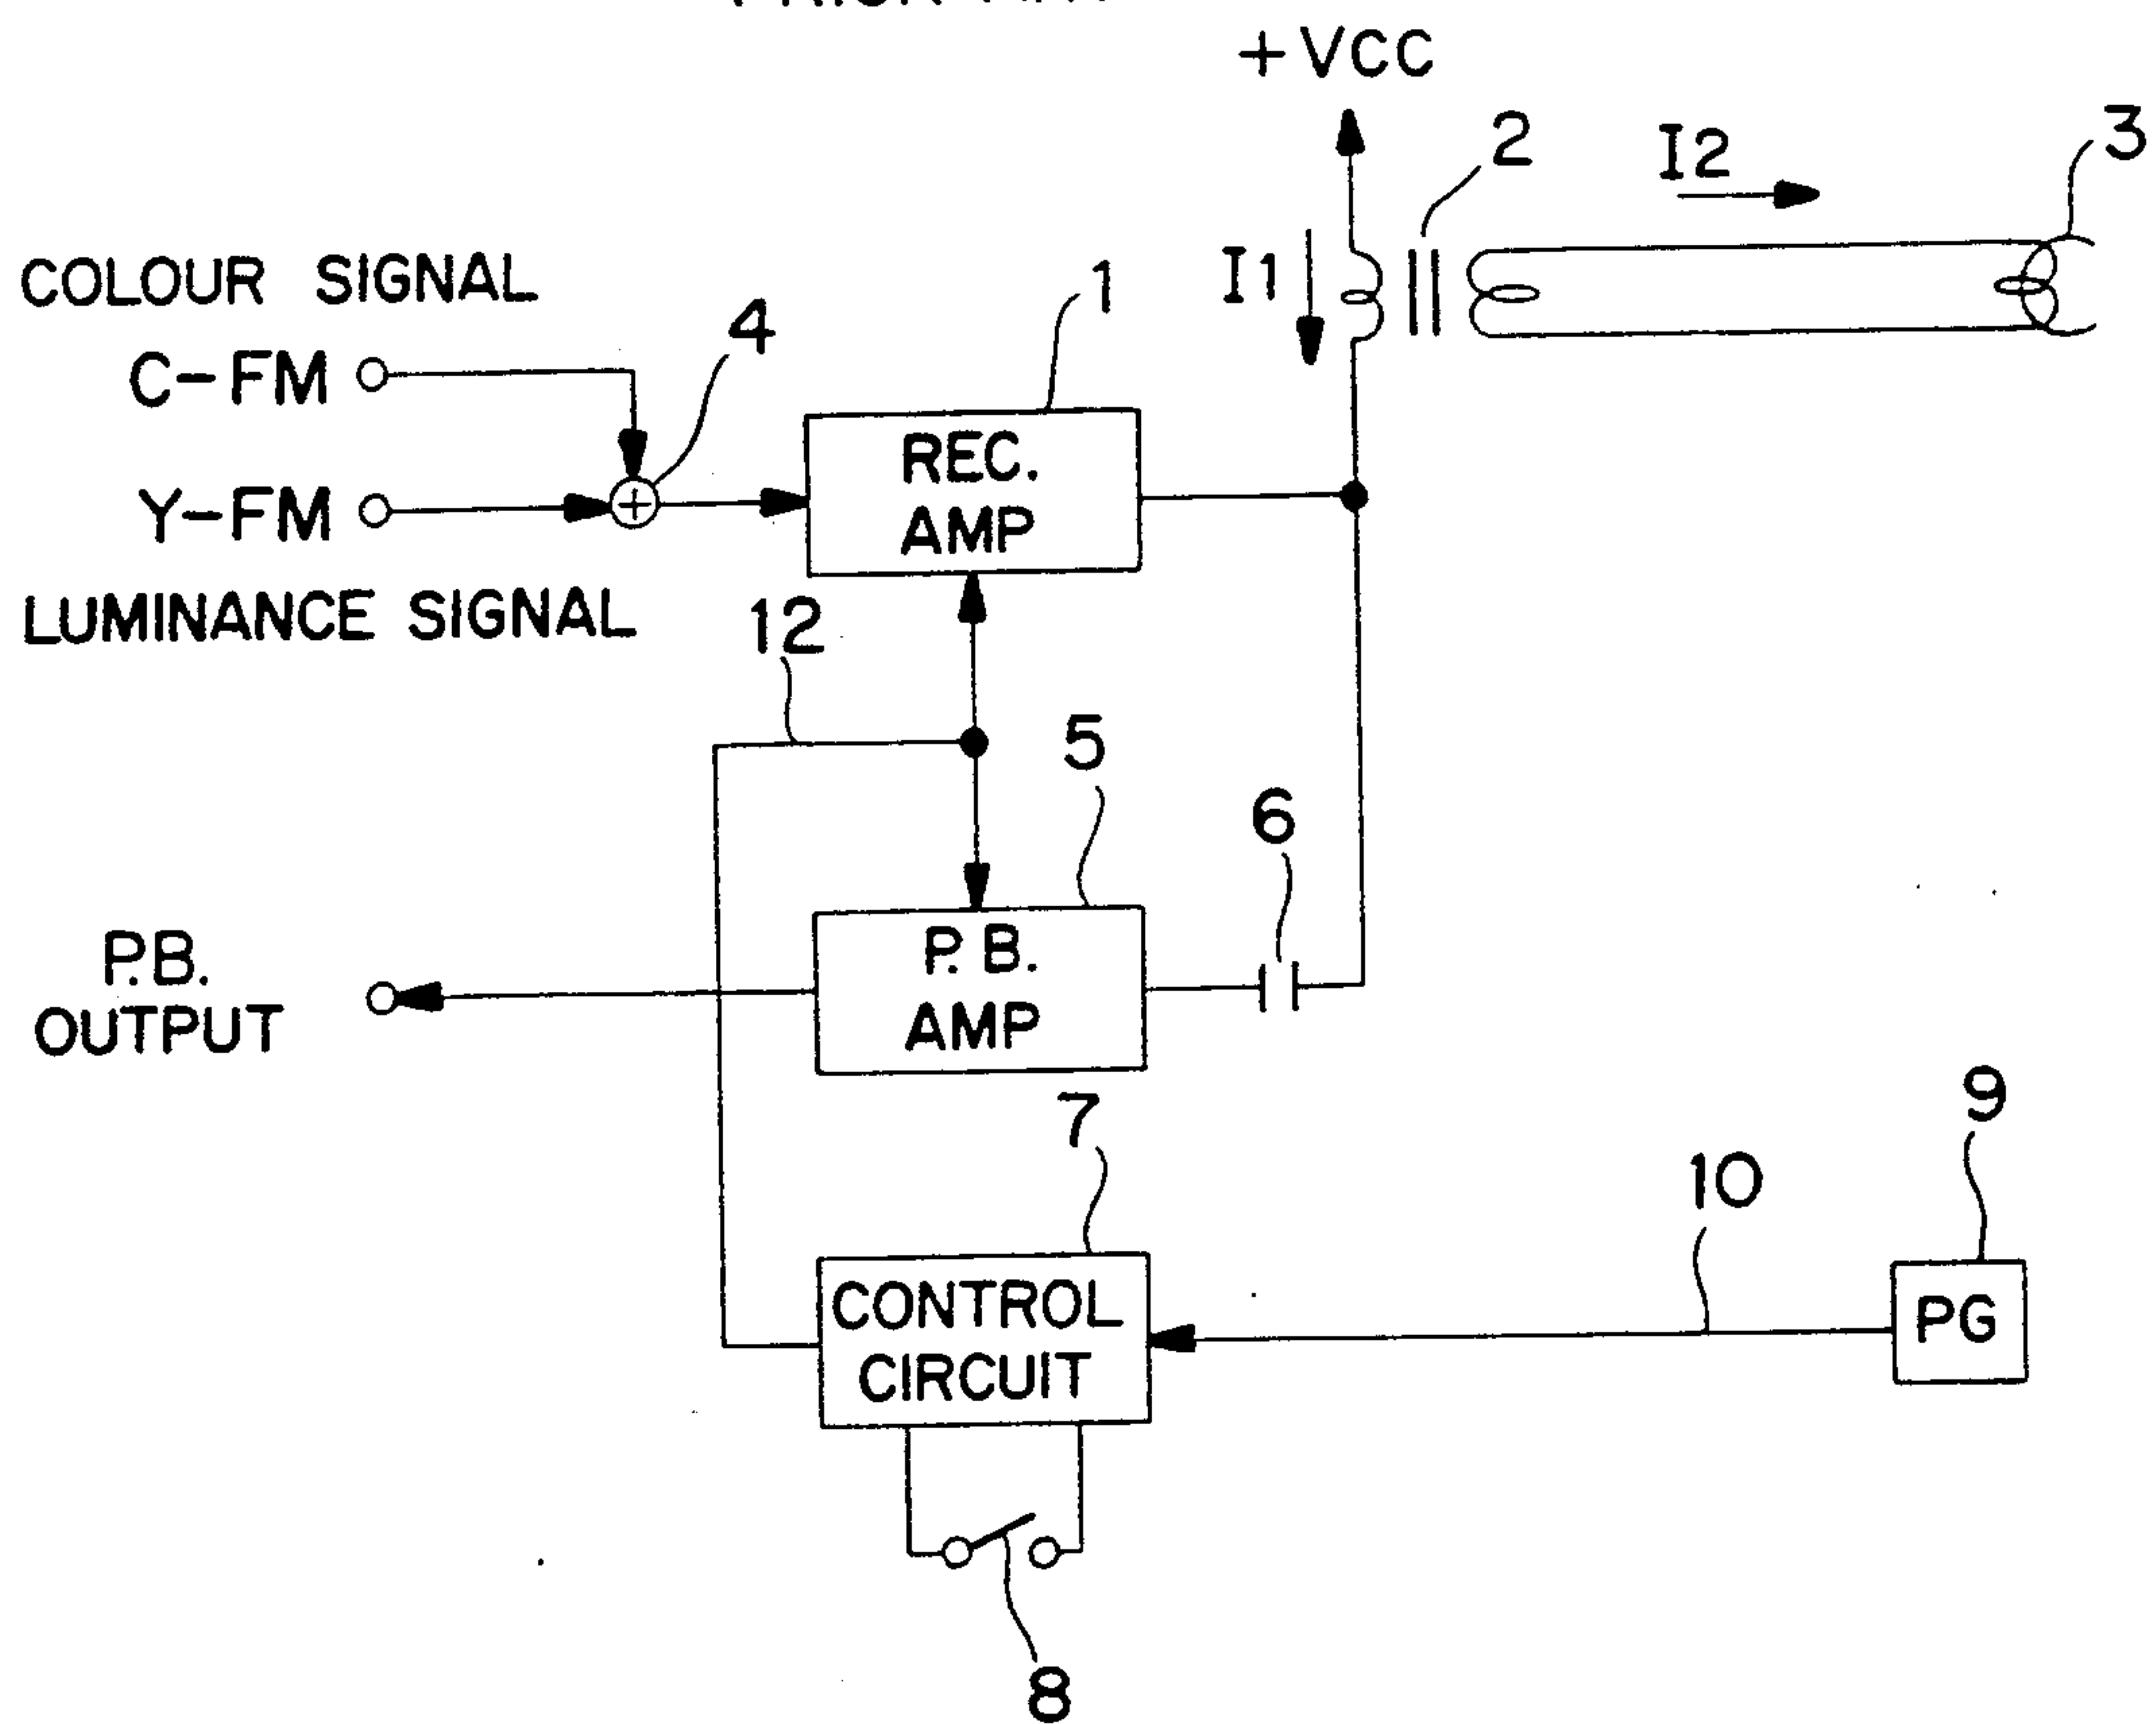 +VCC
2
I2
3
I1
COLOUR SIGNAL
1
4
C-FM
REC.
AMP
Y-FM
LUMINANCE SIGNAL
12
5
6
P.B.
OUTPUT
P.B.
AMP
7
9
10
CONTROL
CIRCUIT
PG
8